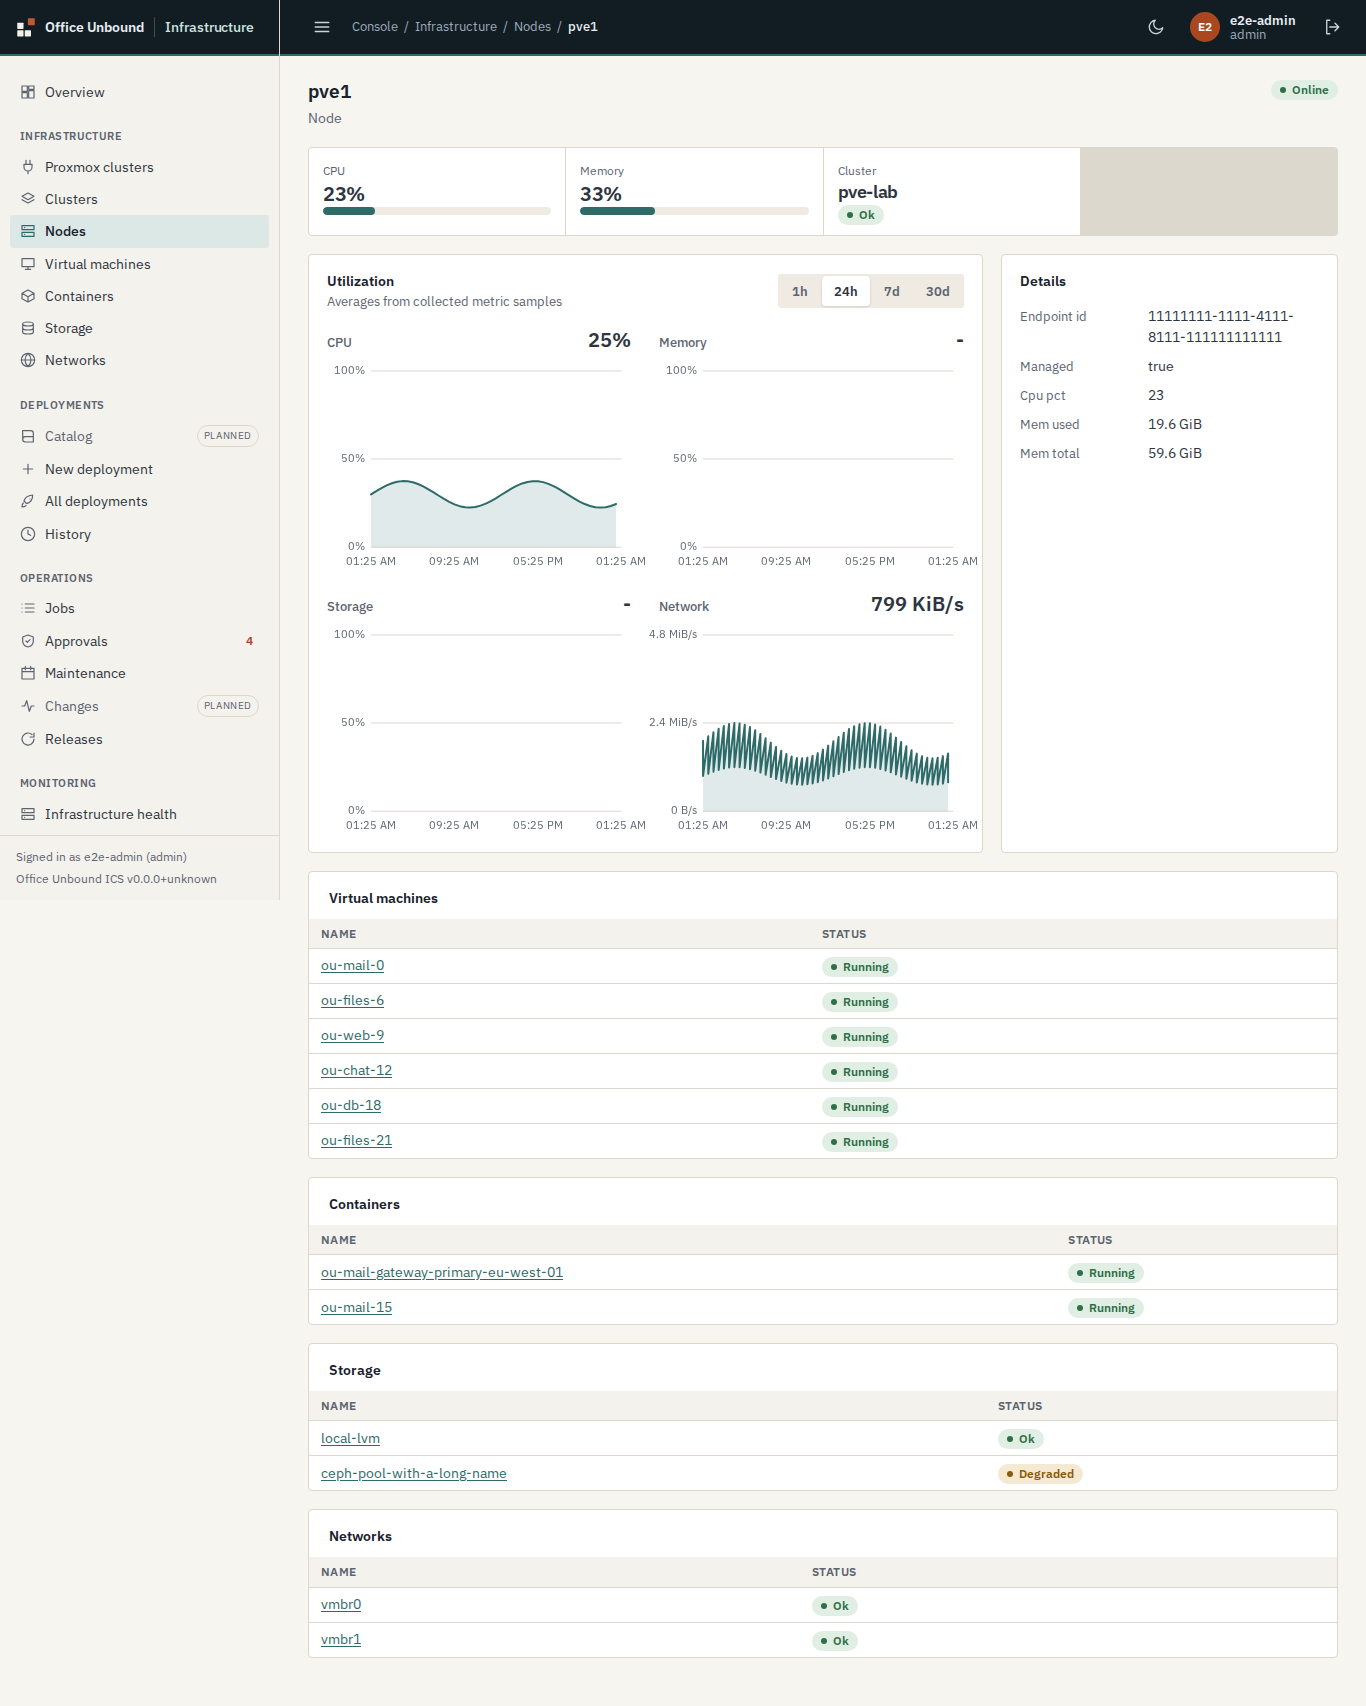 Office Unbound
Infrastructure
Console / Infrastructure / Nodes / pve1
E2
e2e-admin
admin
Overview
INFRASTRUCTURE
Proxmox clusters
Clusters
Nodes
Virtual machines
Containers
Storage
Networks
DEPLOYMENTS
Catalog
PLANNED
New deployment
All deployments
History
OPERATIONS
Jobs
Approvals
4
Maintenance
Changes
PLANNED
Releases
MONITORING
Infrastructure health
Signed in as e2e-admin (admin)
Office Unbound ICS v0.0.0+unknown
pve1
Node
Online
CPU
23%
Memory
33%
Cluster
pve-lab
Ok
Utilization
Averages from collected metric samples
1h 24h 7d 30d
CPU
25%
100%
50%
0%
01:25 AM 09:25 AM 05:25 PM 01:25 AM
Memory
-
100%
50%
0%
01:25 AM 09:25 AM 05:25 PM 01:25 AM
Storage
-
100%
50%
0%
01:25 AM 09:25 AM 05:25 PM 01:25 AM
Network
799 KiB/s
4.8 MiB/s
2.4 MiB/s
0 B/s
01:25 AM 09:25 AM 05:25 PM 01:25 AM
Details
Endpoint id
11111111-1111-4111-
8111-111111111111
Managed true
Cpu pct 23
Mem used 19.6 GiB
Mem total 59.6 GiB
Virtual machines
NAME STATUS
ou-mail-0 Running
ou-files-6 Running
ou-web-9 Running
ou-chat-12 Running
ou-db-18 Running
ou-files-21 Running
Containers
NAME STATUS
ou-mail-gateway-primary-eu-west-01 Running
ou-mail-15 Running
Storage
NAME STATUS
local-lvm Ok
ceph-pool-with-a-long-name Degraded
Networks
NAME STATUS
vmbr0 Ok
vmbr1 Ok